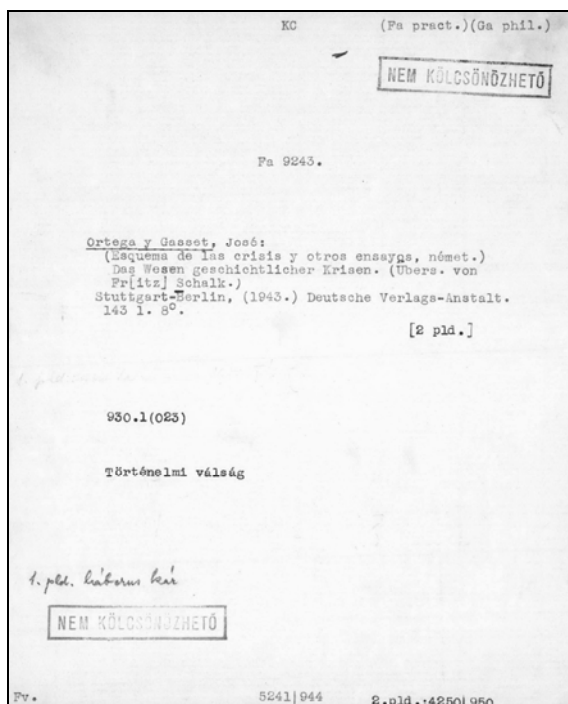 KC (Fa pract.)(Ga phil.)
NEM KÖLCSÖNÖZHETŐ
Fa 9243.
Ortega y Gasset, José:
(Esquema de las crisis y otros ensayos, német.)
Das Wesen geschichtlicher Krisen. (Übers. von
Fr[itz] Schalk.)
Stuttgart-Berlin, (1943.) Deutsche Verlags-Anstalt.
143 l. 8°.
[2 pld.]
930.1(023)
Történelmi válság
1. pld. háborus kár
NEM KÖLCSÖNÖZHETŐ
Fv. 5241|944 2.pld.:4250|950